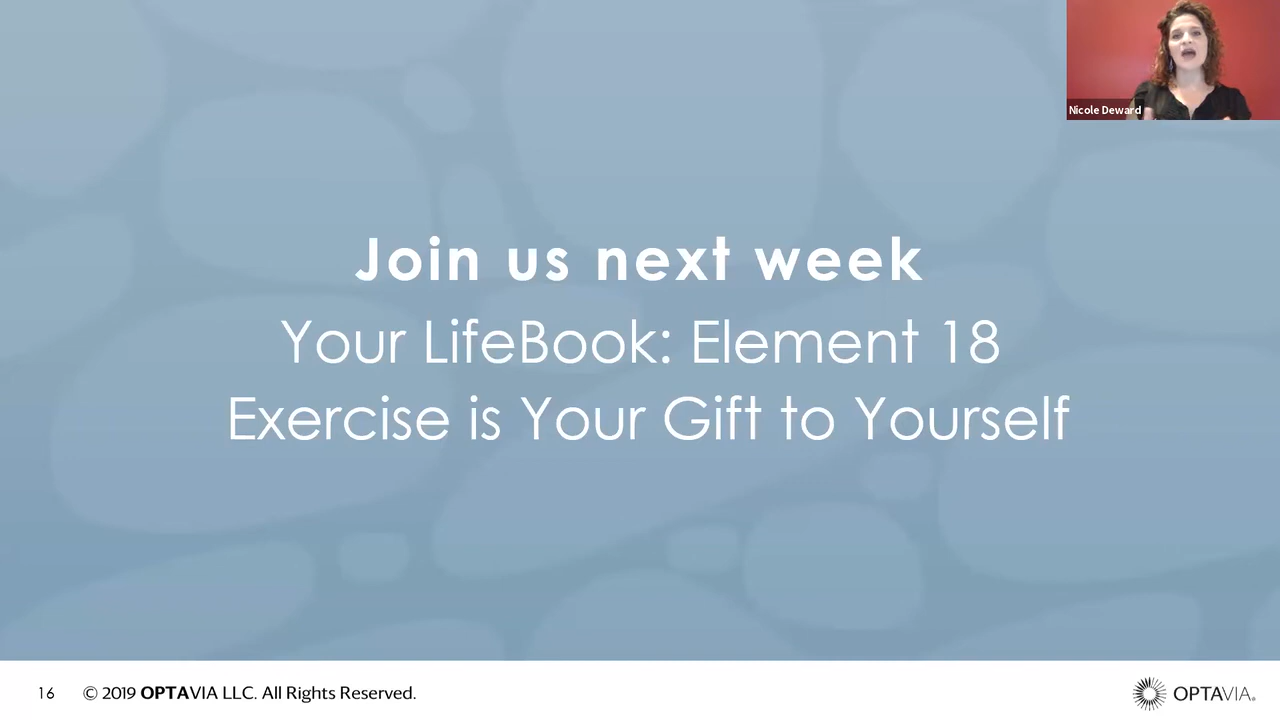 Nicole Deward
Join us next week
Your LifeBook: Element 18
Exercise is Your Gift to Yourself
16 © 2019 OPTAVIA LLC. All Rights Reserved.
OPTAVIA®